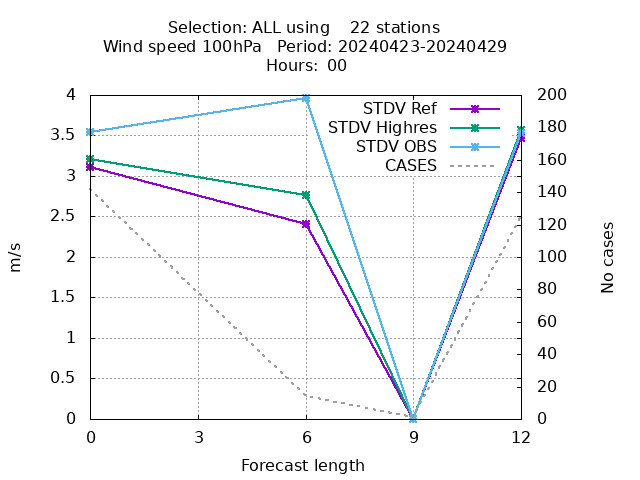 Selection: ALL using    22 stations
Wind speed 100hPa   Period: 20240423-20240429
Hours: 00
STDV Ref
STDV Highres
STDV OBS
CASES
4
3.5
3
2.5
2
1.5
1
0.5
0
200
180
160
140
120
100
80
60
40
20
0
m/s
No cases
0 3 6 9 12
Forecast length